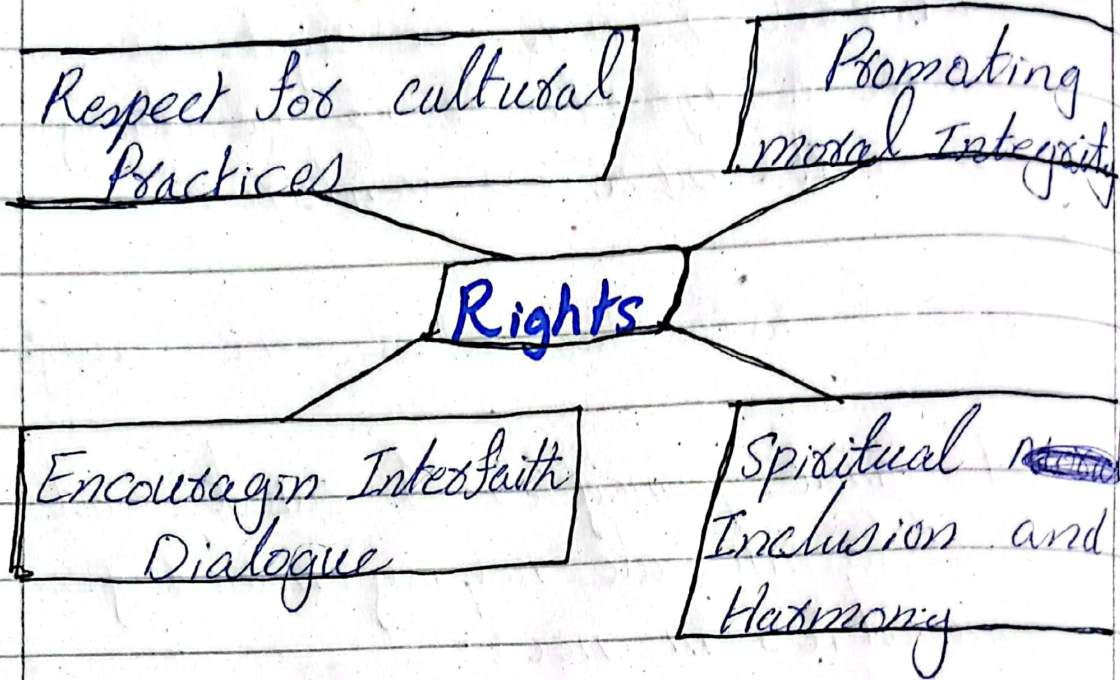 Respect for cultural
Practices
Promoting
moral Integrity
Rights
Encouragin Interfaith
Dialogue
Spiritual
Inclusion and
Harmony